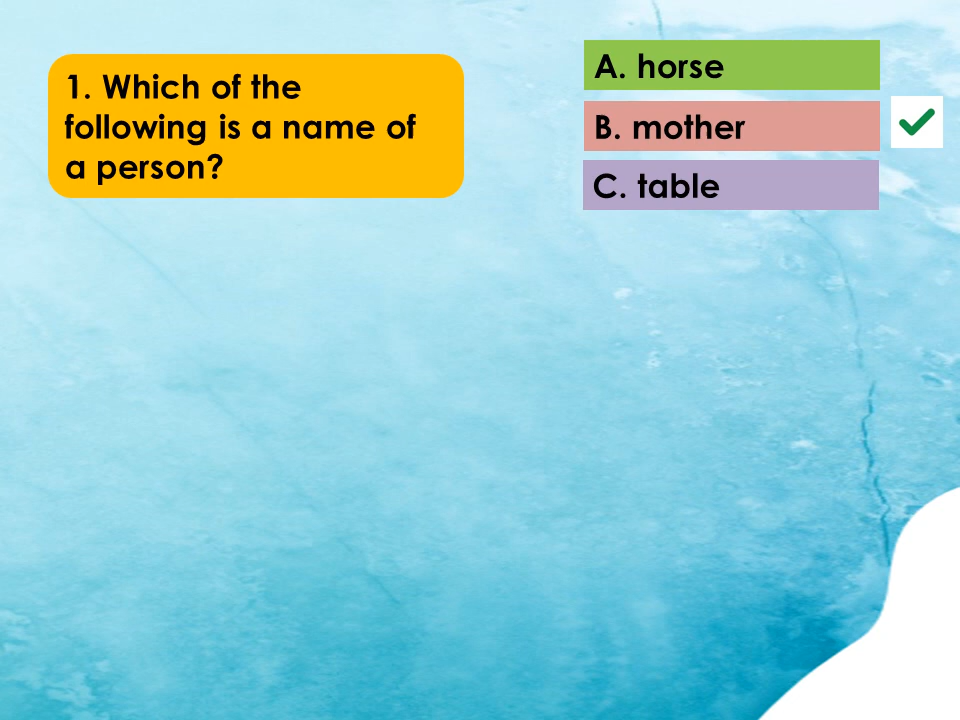 1. Which of the
following is a name of
a person?
A. horse
B. mother
C. table